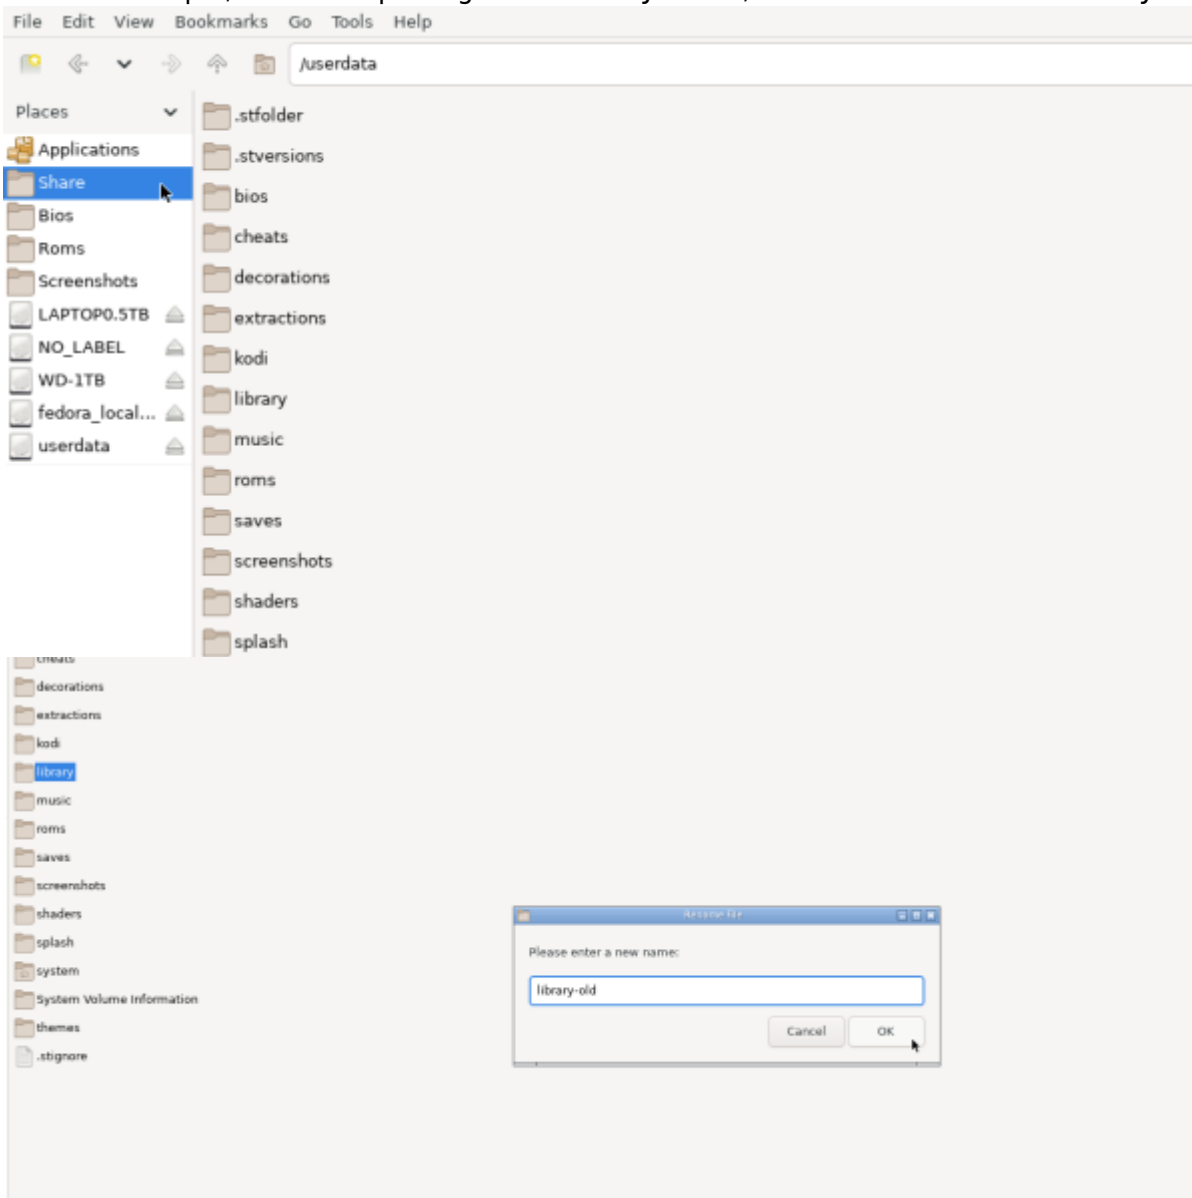 File Edit View Bookmarks Go Tools Help
/userdata
Places
Applications
Share
Bios
Roms
Screenshots
LAPTOP0.5TB
NO_LABEL
WD-1TB
fedora_local...
userdata
.stfolder
.stversions
bios
cheats
decorations
extractions
kodi
library
music
roms
saves
screenshots
shaders
splash
cheats
decorations
extractions
kodi
library
music
roms
saves
screenshots
shaders
splash
system
System Volume Information
themes
.stignore
Rename File
Please enter a new name:
library-old
Cancel OK